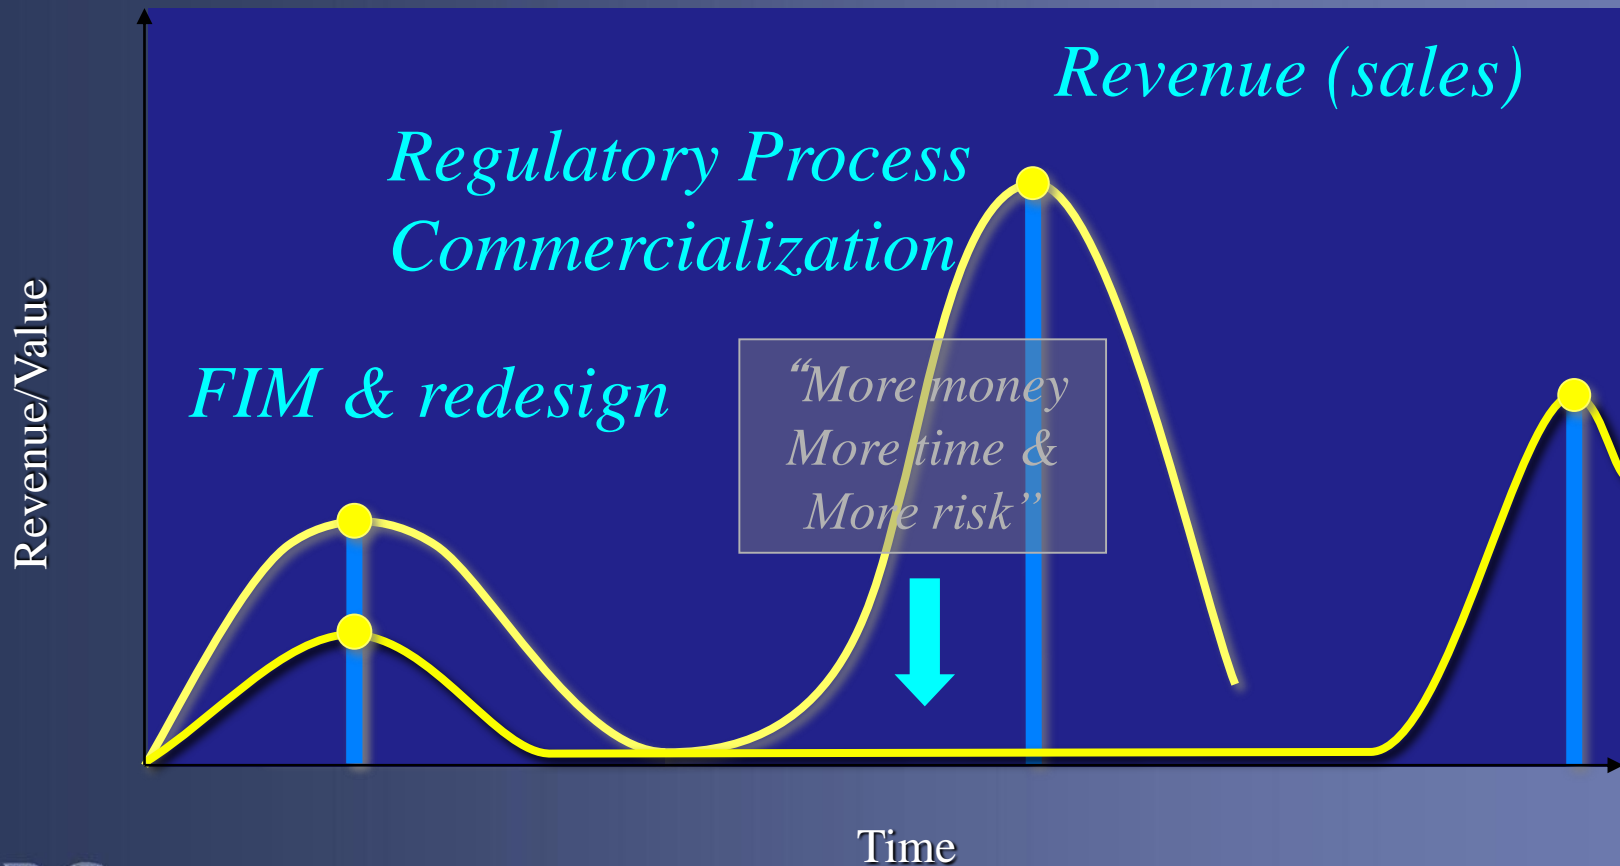 Revenue (sales)
Regulatory Process
Commercialization
FIM & redesign
“More money
More time &
More risk”
Revenue/Value
Time